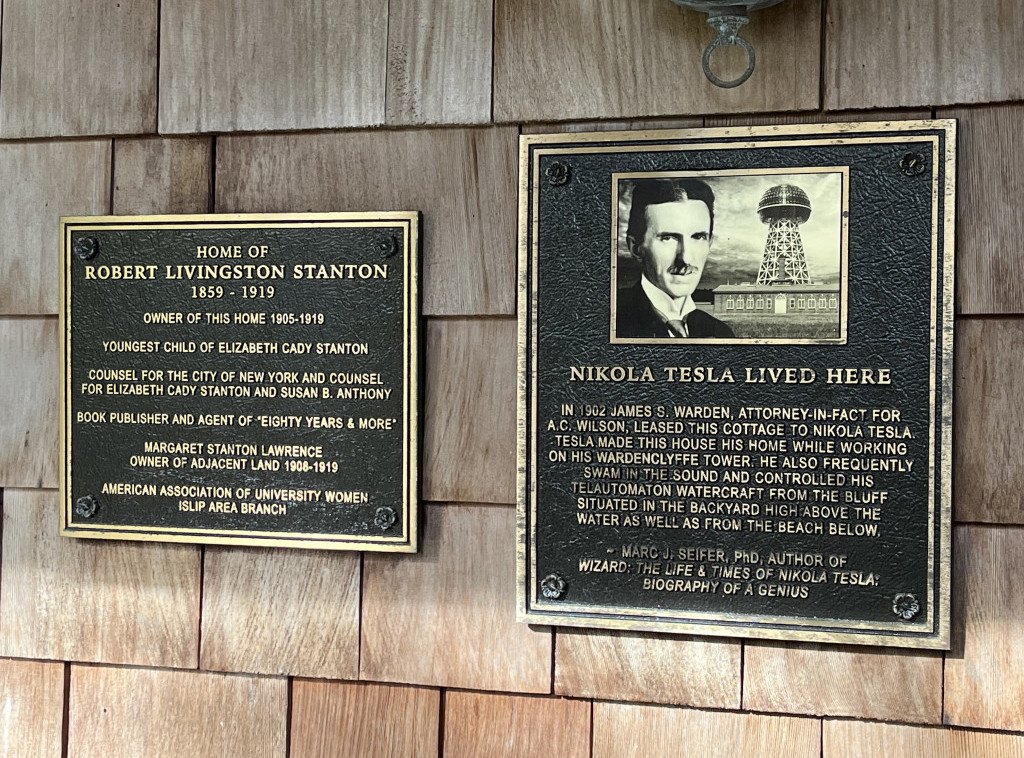 HOME OF
ROBERT LIVINGSTON STANTON
1859 - 1919
OWNER OF THIS HOME 1905-1919
YOUNGEST CHILD OF ELIZABETH CADY STANTON
COUNSEL FOR THE CITY OF NEW YORK AND COUNSEL
FOR ELIZABETH CADY STANTON AND SUSAN B. ANTHONY
BOOK PUBLISHER AND AGENT OF "EIGHTY YEARS & MORE"
MARGARET STANTON LAWRENCE
OWNER OF ADJACENT LAND 1908-1919
AMERICAN ASSOCIATION OF UNIVERSITY WOMEN
ISLIP AREA BRANCH
NIKOLA TESLA LIVED HERE
IN 1902 JAMES S. WARDEN, ATTORNEY-IN-FACT FOR
A.C. WILSON, LEASED THIS COTTAGE TO NIKOLA TESLA.
TESLA MADE THIS HOUSE HIS HOME WHILE WORKING
ON HIS WARDENCLYFFE TOWER. HE ALSO FREQUENTLY
SWAM IN THE SOUND AND CONTROLLED HIS
TELAUTOMATON WATERCRAFT FROM THE BLUFF
SITUATED IN THE BACKYARD HIGH ABOVE THE
WATER AS WELL AS FROM THE BEACH BELOW.
~ MARC J. SEIFER, PhD, AUTHOR OF
WIZARD: THE LIFE & TIMES OF NIKOLA TESLA:
BIOGRAPHY OF A GENIUS